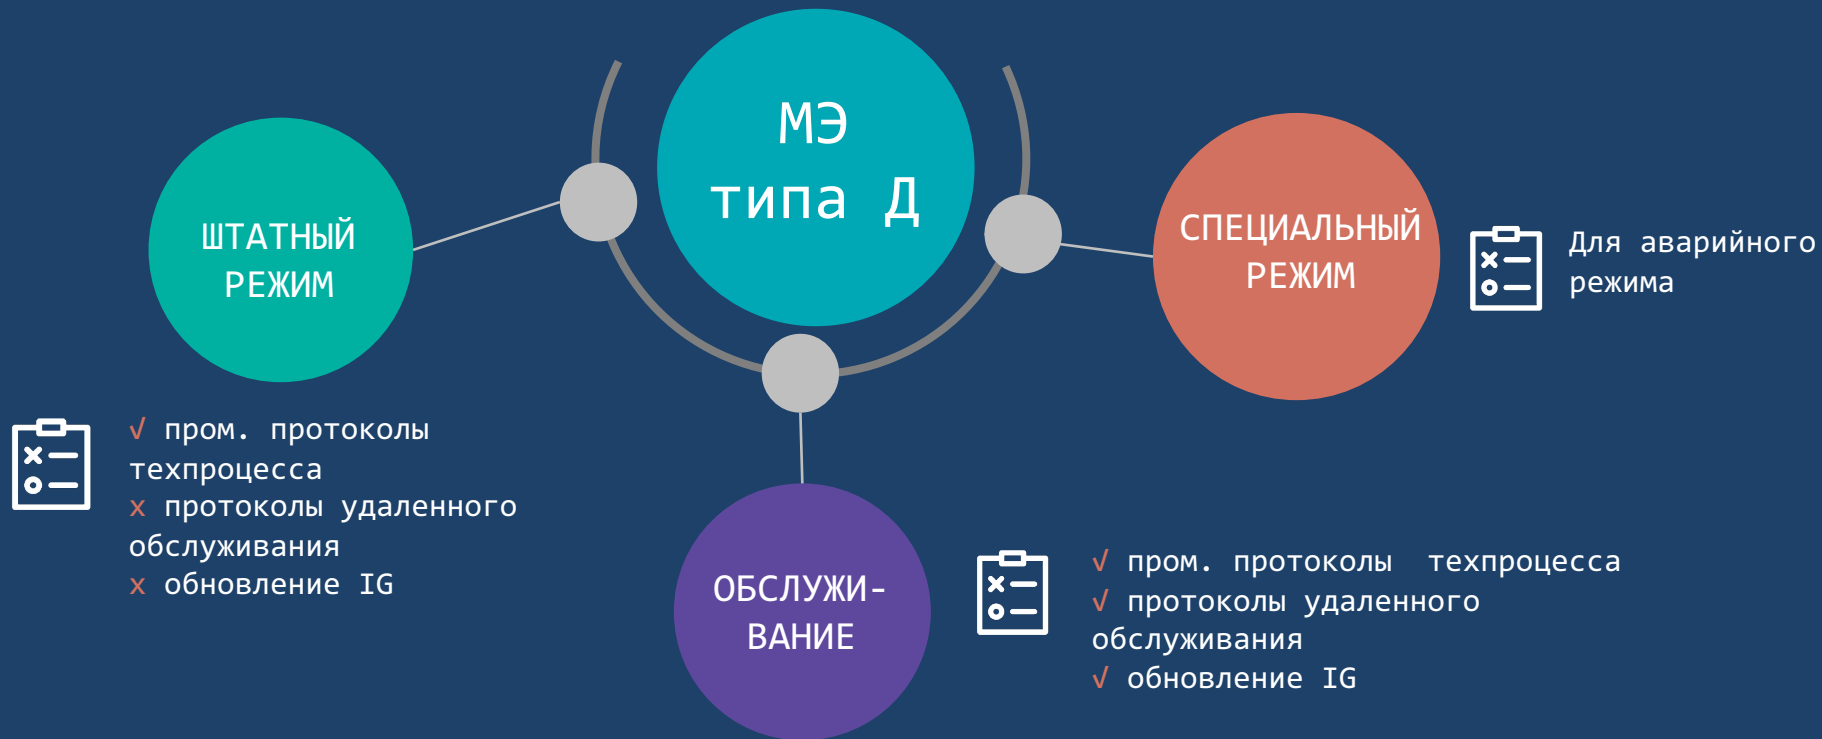 МЭ
типа Д
ШТАТНЫЙ
РЕЖИМ
СПЕЦИАЛЬНЫЙ
РЕЖИМ
Для аварийного
режима
√ пром. протоколы
техпроцесса
x протоколы удаленного
обслуживания
x обновление IG
ОБСЛУЖИ-
ВАНИЕ
√ пром. протоколы  техпроцесса
√ протоколы удаленного
обслуживания
√ обновление IG